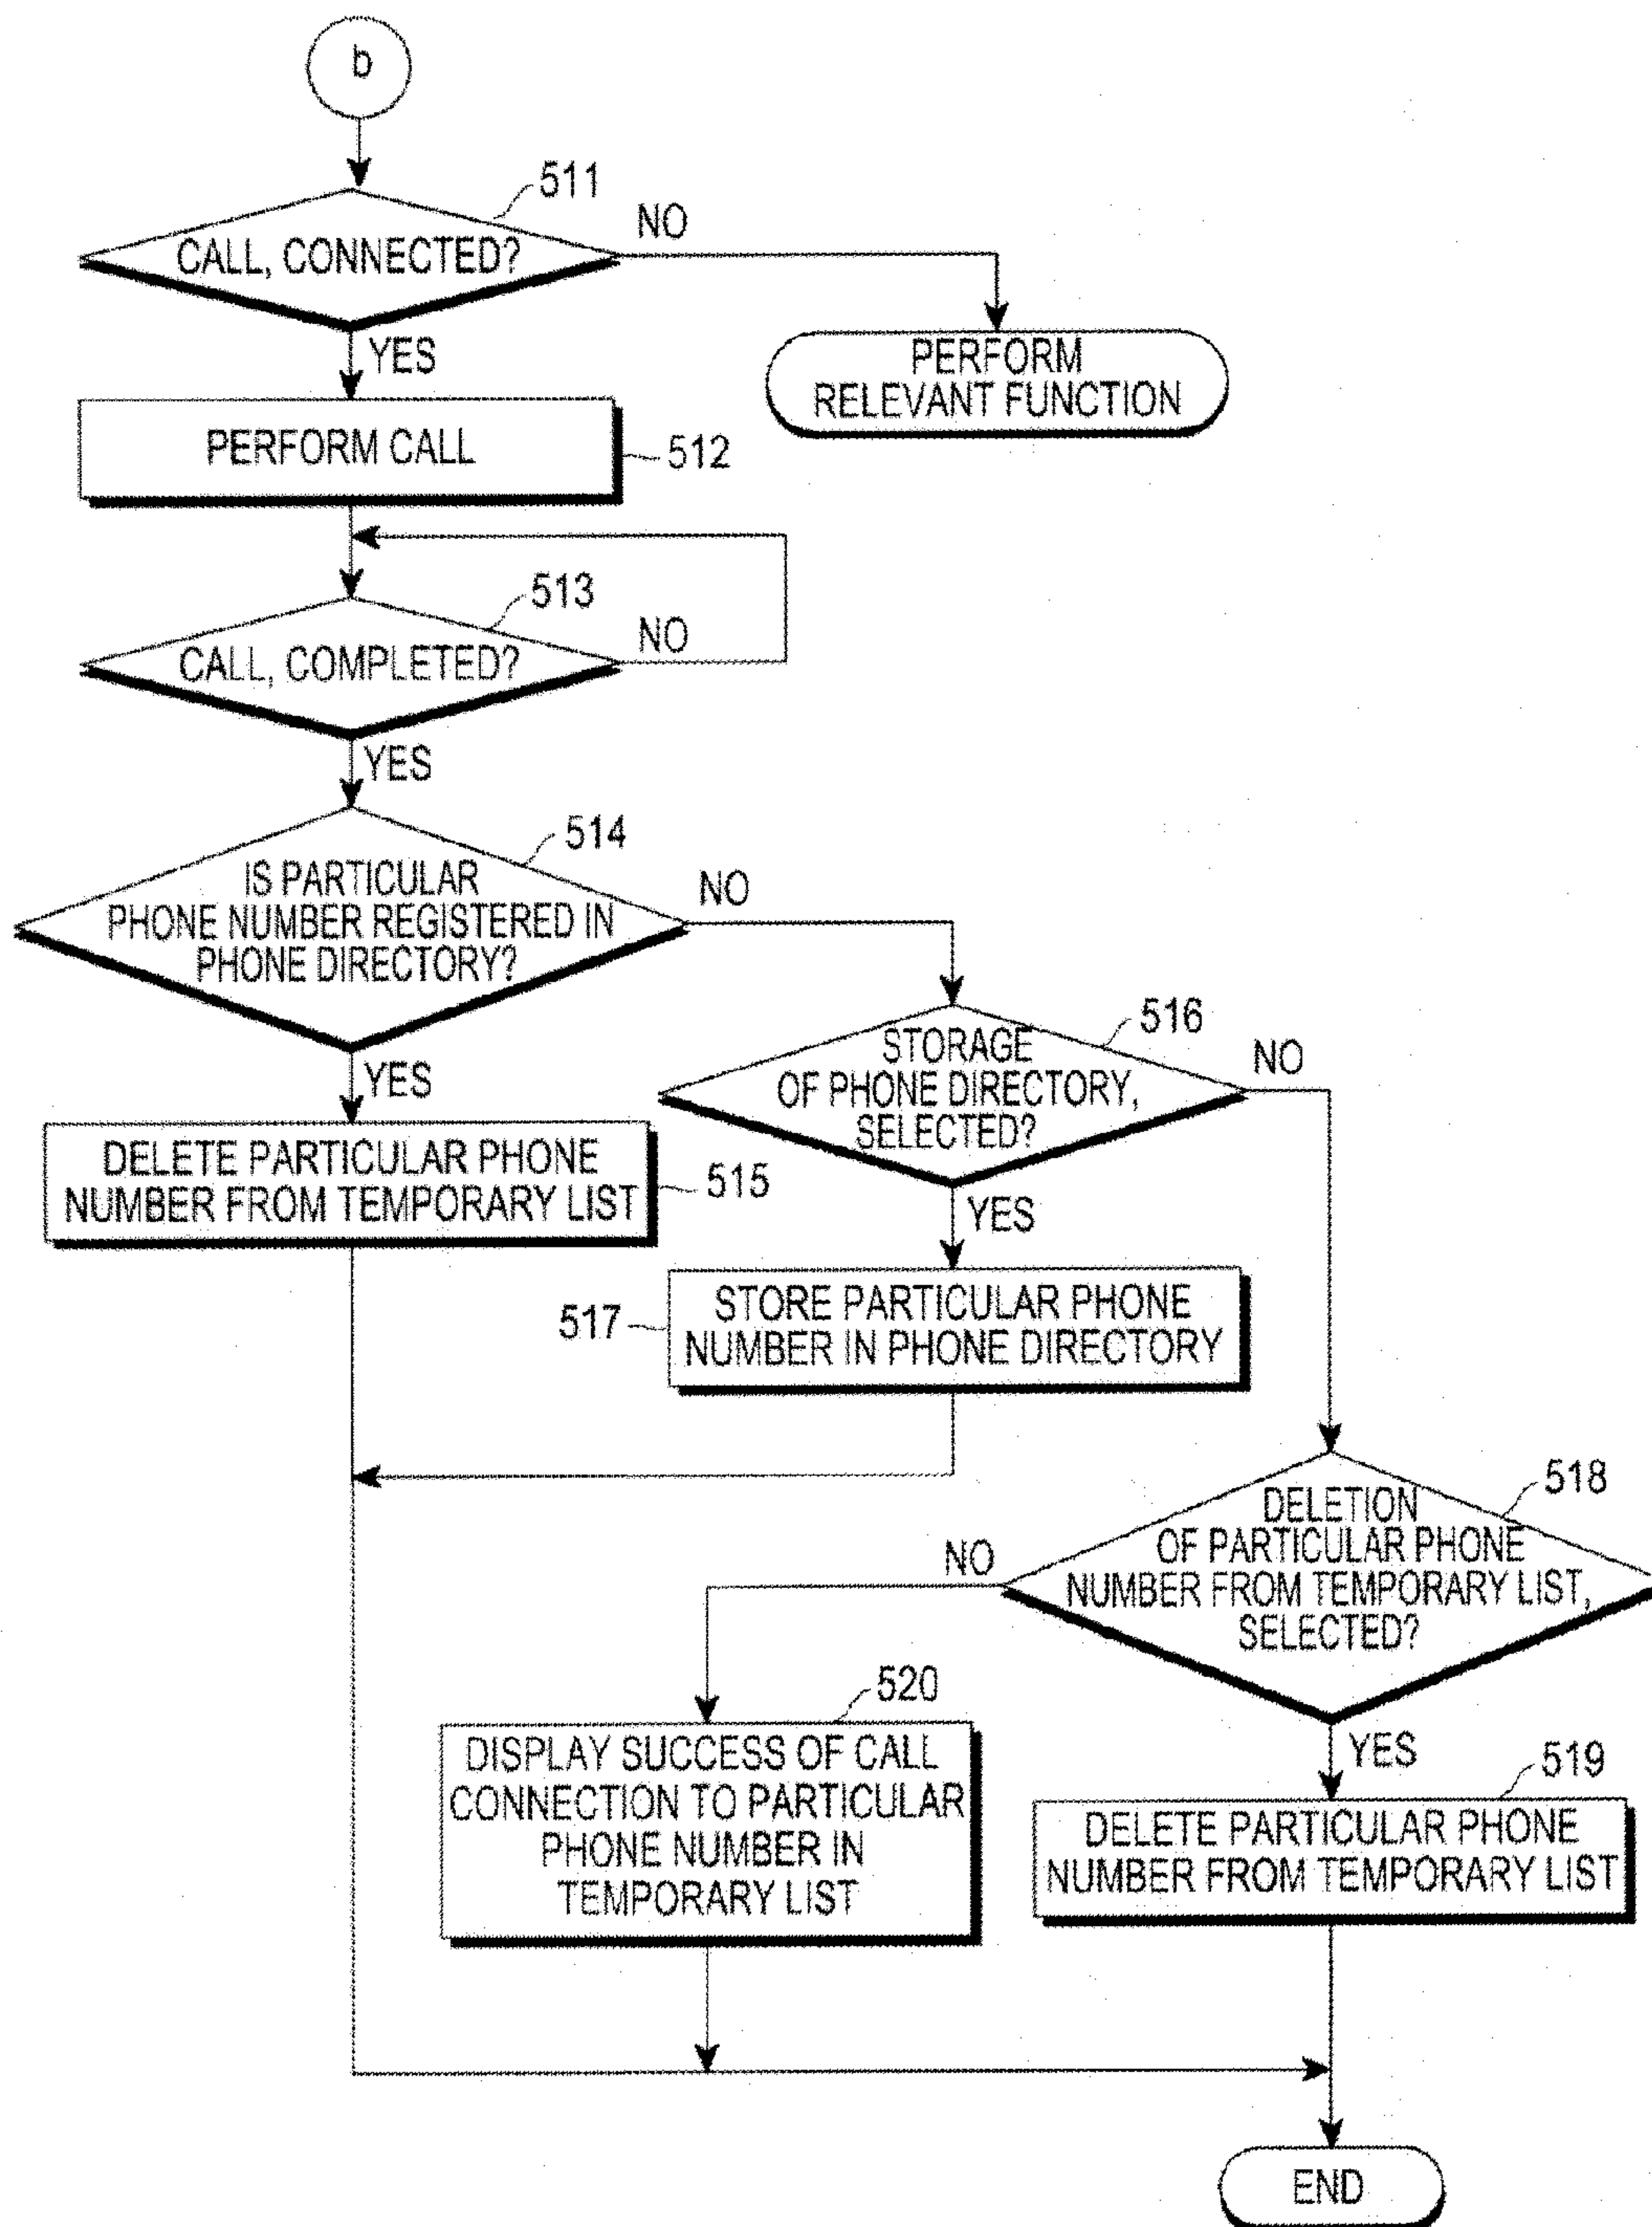 b
511
CALL, CONNECTED?
NO
YES
PERFORM
RELEVANT FUNCTION
PERFORM CALL
512
513
CALL, COMPLETED?
NO
YES
514
IS PARTICULAR
PHONE NUMBER REGISTERED IN
PHONE DIRECTORY?
NO
YES
516
STORAGE
OF PHONE DIRECTORY,
SELECTED?
NO
YES
DELETE PARTICULAR PHONE
NUMBER FROM TEMPORARY LIST
515
517
STORE PARTICULAR PHONE
NUMBER IN PHONE DIRECTORY
518
DELETION
OF PARTICULAR PHONE
NUMBER FROM TEMPORARY LIST,
SELECTED?
NO
YES
520
DISPLAY SUCCESS OF CALL
CONNECTION TO PARTICULAR
PHONE NUMBER IN
TEMPORARY LIST
519
DELETE PARTICULAR PHONE
NUMBER FROM TEMPORARY LIST
END